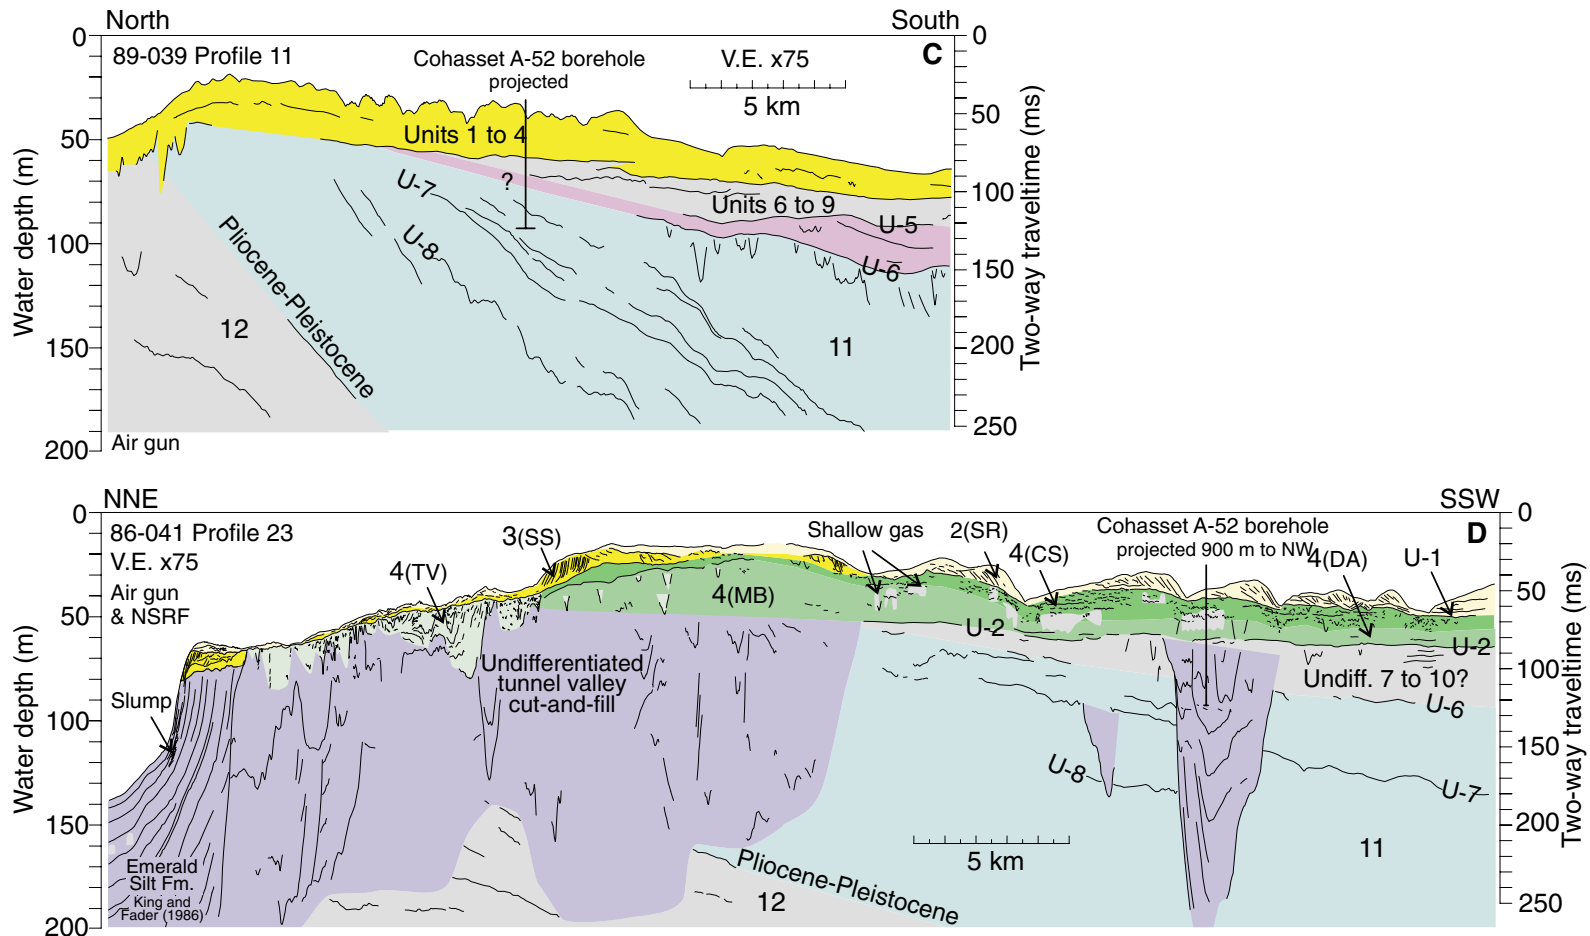 North
South
0
50
100
150
200
Water depth (m)
89-039 Profile 11
Cohasset A-52 borehole
projected
V.E. x75
5 km
C
0
50
100
150
200
250
Two-way traveltime (ms)
Units 1 to 4
?
U-7
U-8
Units 6 to 9
U-5
U-6
Pliocene-Pleistocene
12
11
Air gun
NNE
SSW
0
50
100
150
200
Water depth (m)
86-041 Profile 23
V.E. x75
Air gun
& NSRF
3(SS)
4(TV)
Shallow gas
2(SR)
4(CS)
Cohasset A-52 borehole
projected 900 m to NW
4(DA)
U-1
D
0
50
100
150
200
250
Two-way traveltime (ms)
4(MB)
U-2
U-2
Undifferentiated
tunnel valley
cut-and-fill
Undiff. 7 to 10?
U-6
Slump
U-8
U-7
5 km
11
Emerald
Silt Fm.
King and
Fader (1986)
Pliocene-Pleistocene
12